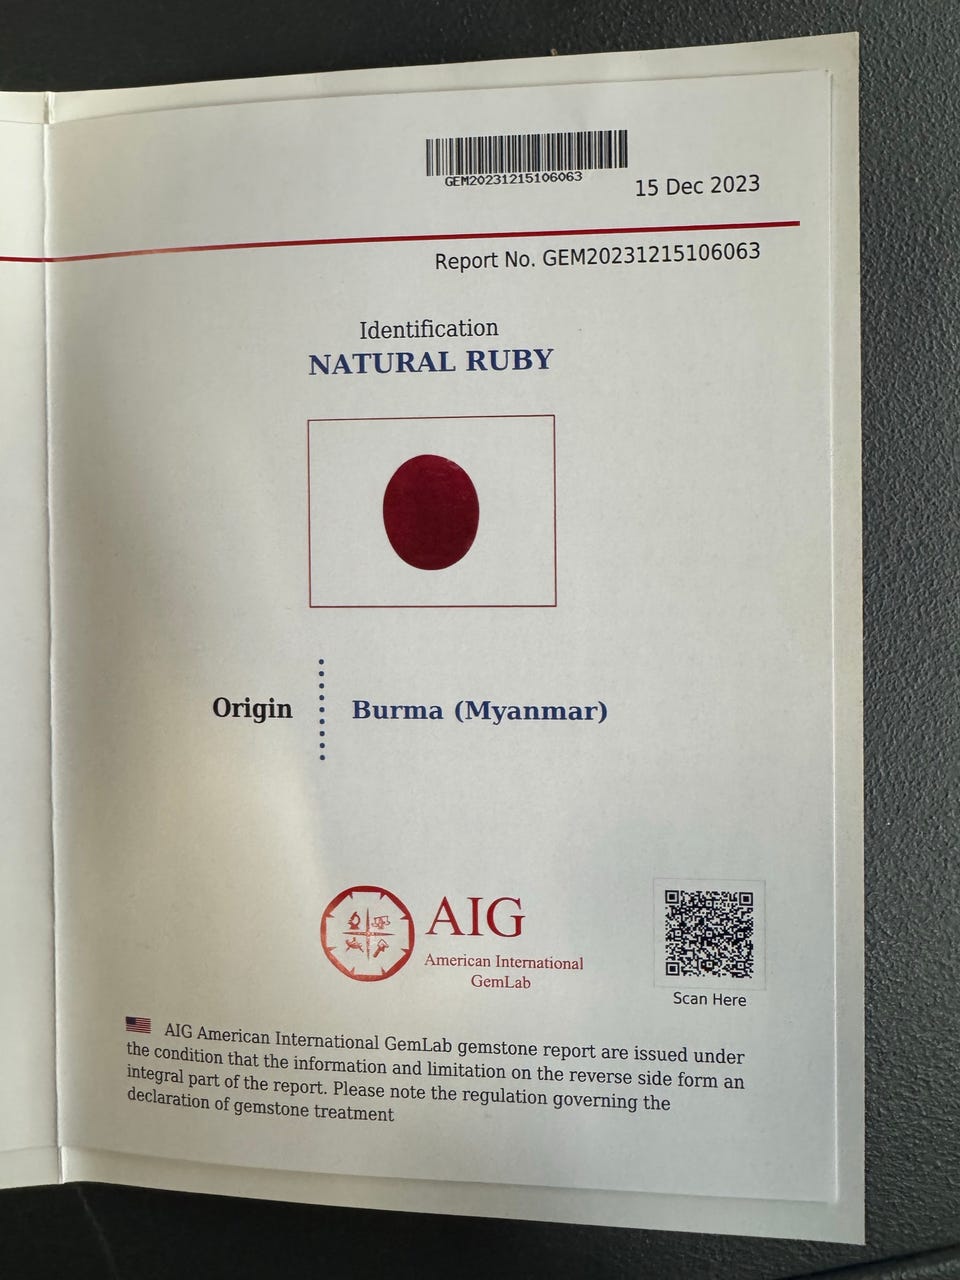 GEM20231215106063
15 Dec 2023
Report No. GEM20231215106063
Identification
NATURAL RUBY
Origin
Burma (Myanmar)
AIG
American International
GemLab
Scan Here
AIG American International GemLab gemstone report are issued under
the condition that the information and limitation on the reverse side form an
integral part of the report. Please note the regulation governing the
declaration of gemstone treatment